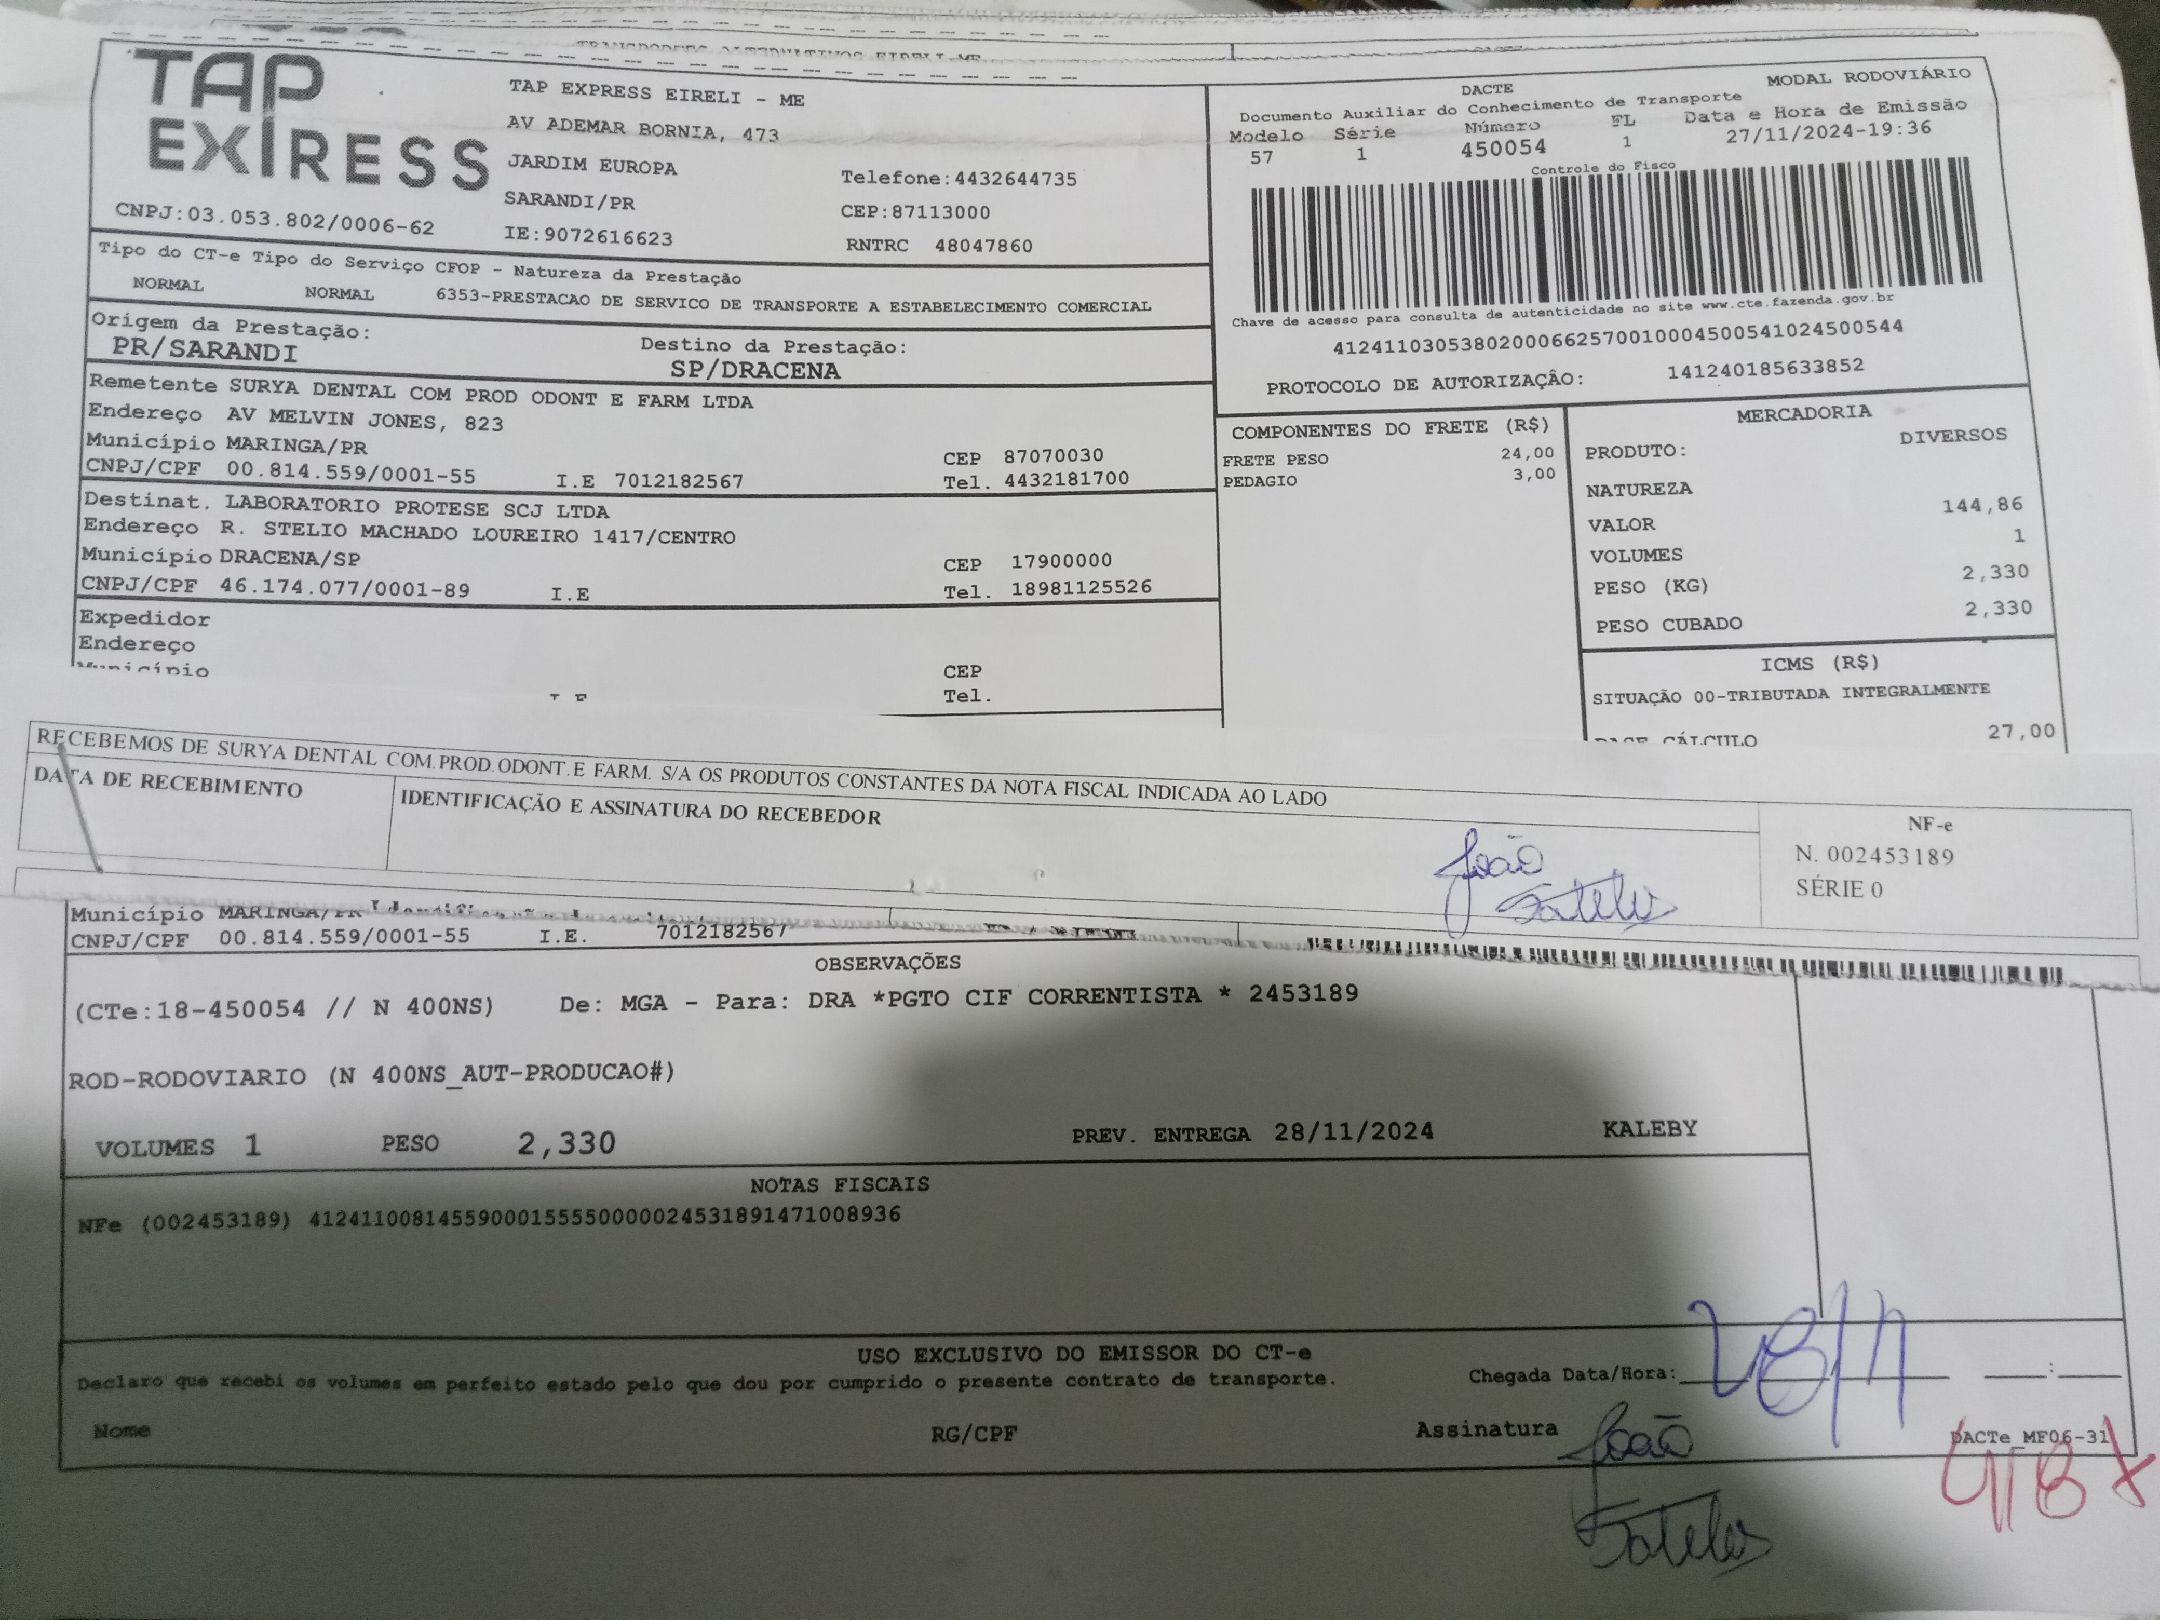 TAP
EXPRESS
TAP EXPRESS EIRELI - ME
AV ADEMAR BORNIA, 473
JARDIM EUROPA
SARANDI/PR
IE:9072616623
Telefone:4432644735
CEP:87113000
RNTRC 48047860
CNPJ:03.053.802/0006-62
DACTE
MODAL RODOVIÁRIO
Documento Auxiliar do Conhecimento de Transporte
Modelo Série Número FL Data e Hora de Emissão
57 1 450054 1 27/11/2024-19:36
Controle do Fisco
Chave de acesso para consulta de autenticidade no site www.cte.fazenda.gov.br
41241103053802000662570010004500541024500544
PROTOCOLO DE AUTORIZAÇÃO: 141240185633852
Tipo do CT-e Tipo do Serviço CFOP - Natureza da Prestação
NORMAL NORMAL 6353-PRESTACAO DE SERVICO DE TRANSPORTE A ESTABELECIMENTO COMERCIAL
Origem da Prestação: Destino da Prestação:
PR/SARANDI SP/DRACENA
Remetente SURYA DENTAL COM PROD ODONT E FARM LTDA
Endereço AV MELVIN JONES, 823
Município MARINGA/PR CEP 87070030
CNPJ/CPF 00.814.559/0001-55 I.E 7012182567 Tel. 4432181700
Destinat. LABORATORIO PROTESE SCJ LTDA
Endereço R. STELIO MACHADO LOUREIRO 1417/CENTRO
Município DRACENA/SP CEP 17900000
CNPJ/CPF 46.174.077/0001-89 I.E Tel. 18981125526
Expedidor
Endereço
Município CEP
Tel.
COMPONENTES DO FRETE (R$)
FRETE PESO 24,00
PEDAGIO 3,00
MERCADORIA
PRODUTO: DIVERSOS
NATUREZA
VALOR 144,86
VOLUMES 1
PESO (KG) 2,330
PESO CUBADO 2,330
ICMS (R$)
SITUAÇÃO 00-TRIBUTADA INTEGRALMENTE
BASE CÁLCULO 27,00
RECEBEMOS DE SURYA DENTAL COM.PROD.ODONT.E FARM. S/A OS PRODUTOS CONSTANTES DA NOTA FISCAL INDICADA AO LADO
DATA DE RECEBIMENTO
IDENTIFICAÇÃO E ASSINATURA DO RECEBEDOR
João
NF-e
N. 002453189
SÉRIE 0
Município MARINGA/PR
CNPJ/CPF 00.814.559/0001-55 I.E. 7012182567
OBSERVAÇÕES
(CTe:18-450054 // N 400NS) De: MGA - Para: DRA *PGTO CIF CORRENTISTA * 2453189
ROD-RODOVIARIO (N 400NS_AUT-PRODUCAO#)
VOLUMES 1 PESO 2,330 PREV. ENTREGA 28/11/2024 KALEBY
NOTAS FISCAIS
NFe (002453189) 41241100814559000155550000024531891471008936
USO EXCLUSIVO DO EMISSOR DO CT-e
Declaro que recebi os volumes em perfeito estado pelo que dou por cumprido o presente contrato de transporte.
Chegada Data/Hora: 28/11 :
Nome RG/CPF Assinatura João
DACTe_MF06-31